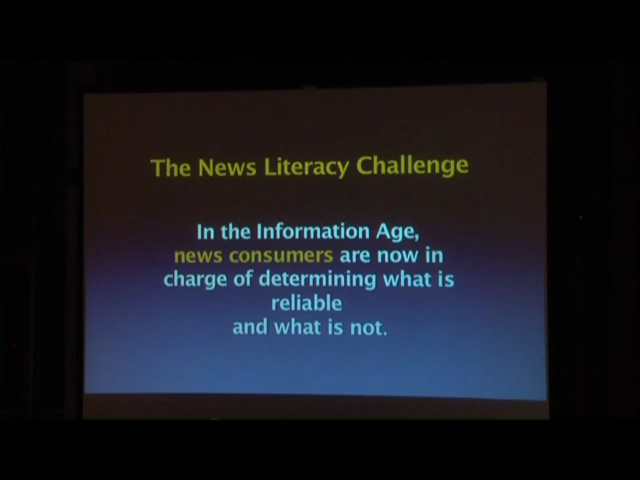 The News Literacy Challenge
In the Information Age,
news consumers are now in
charge of determining what is
reliable
and what is not.